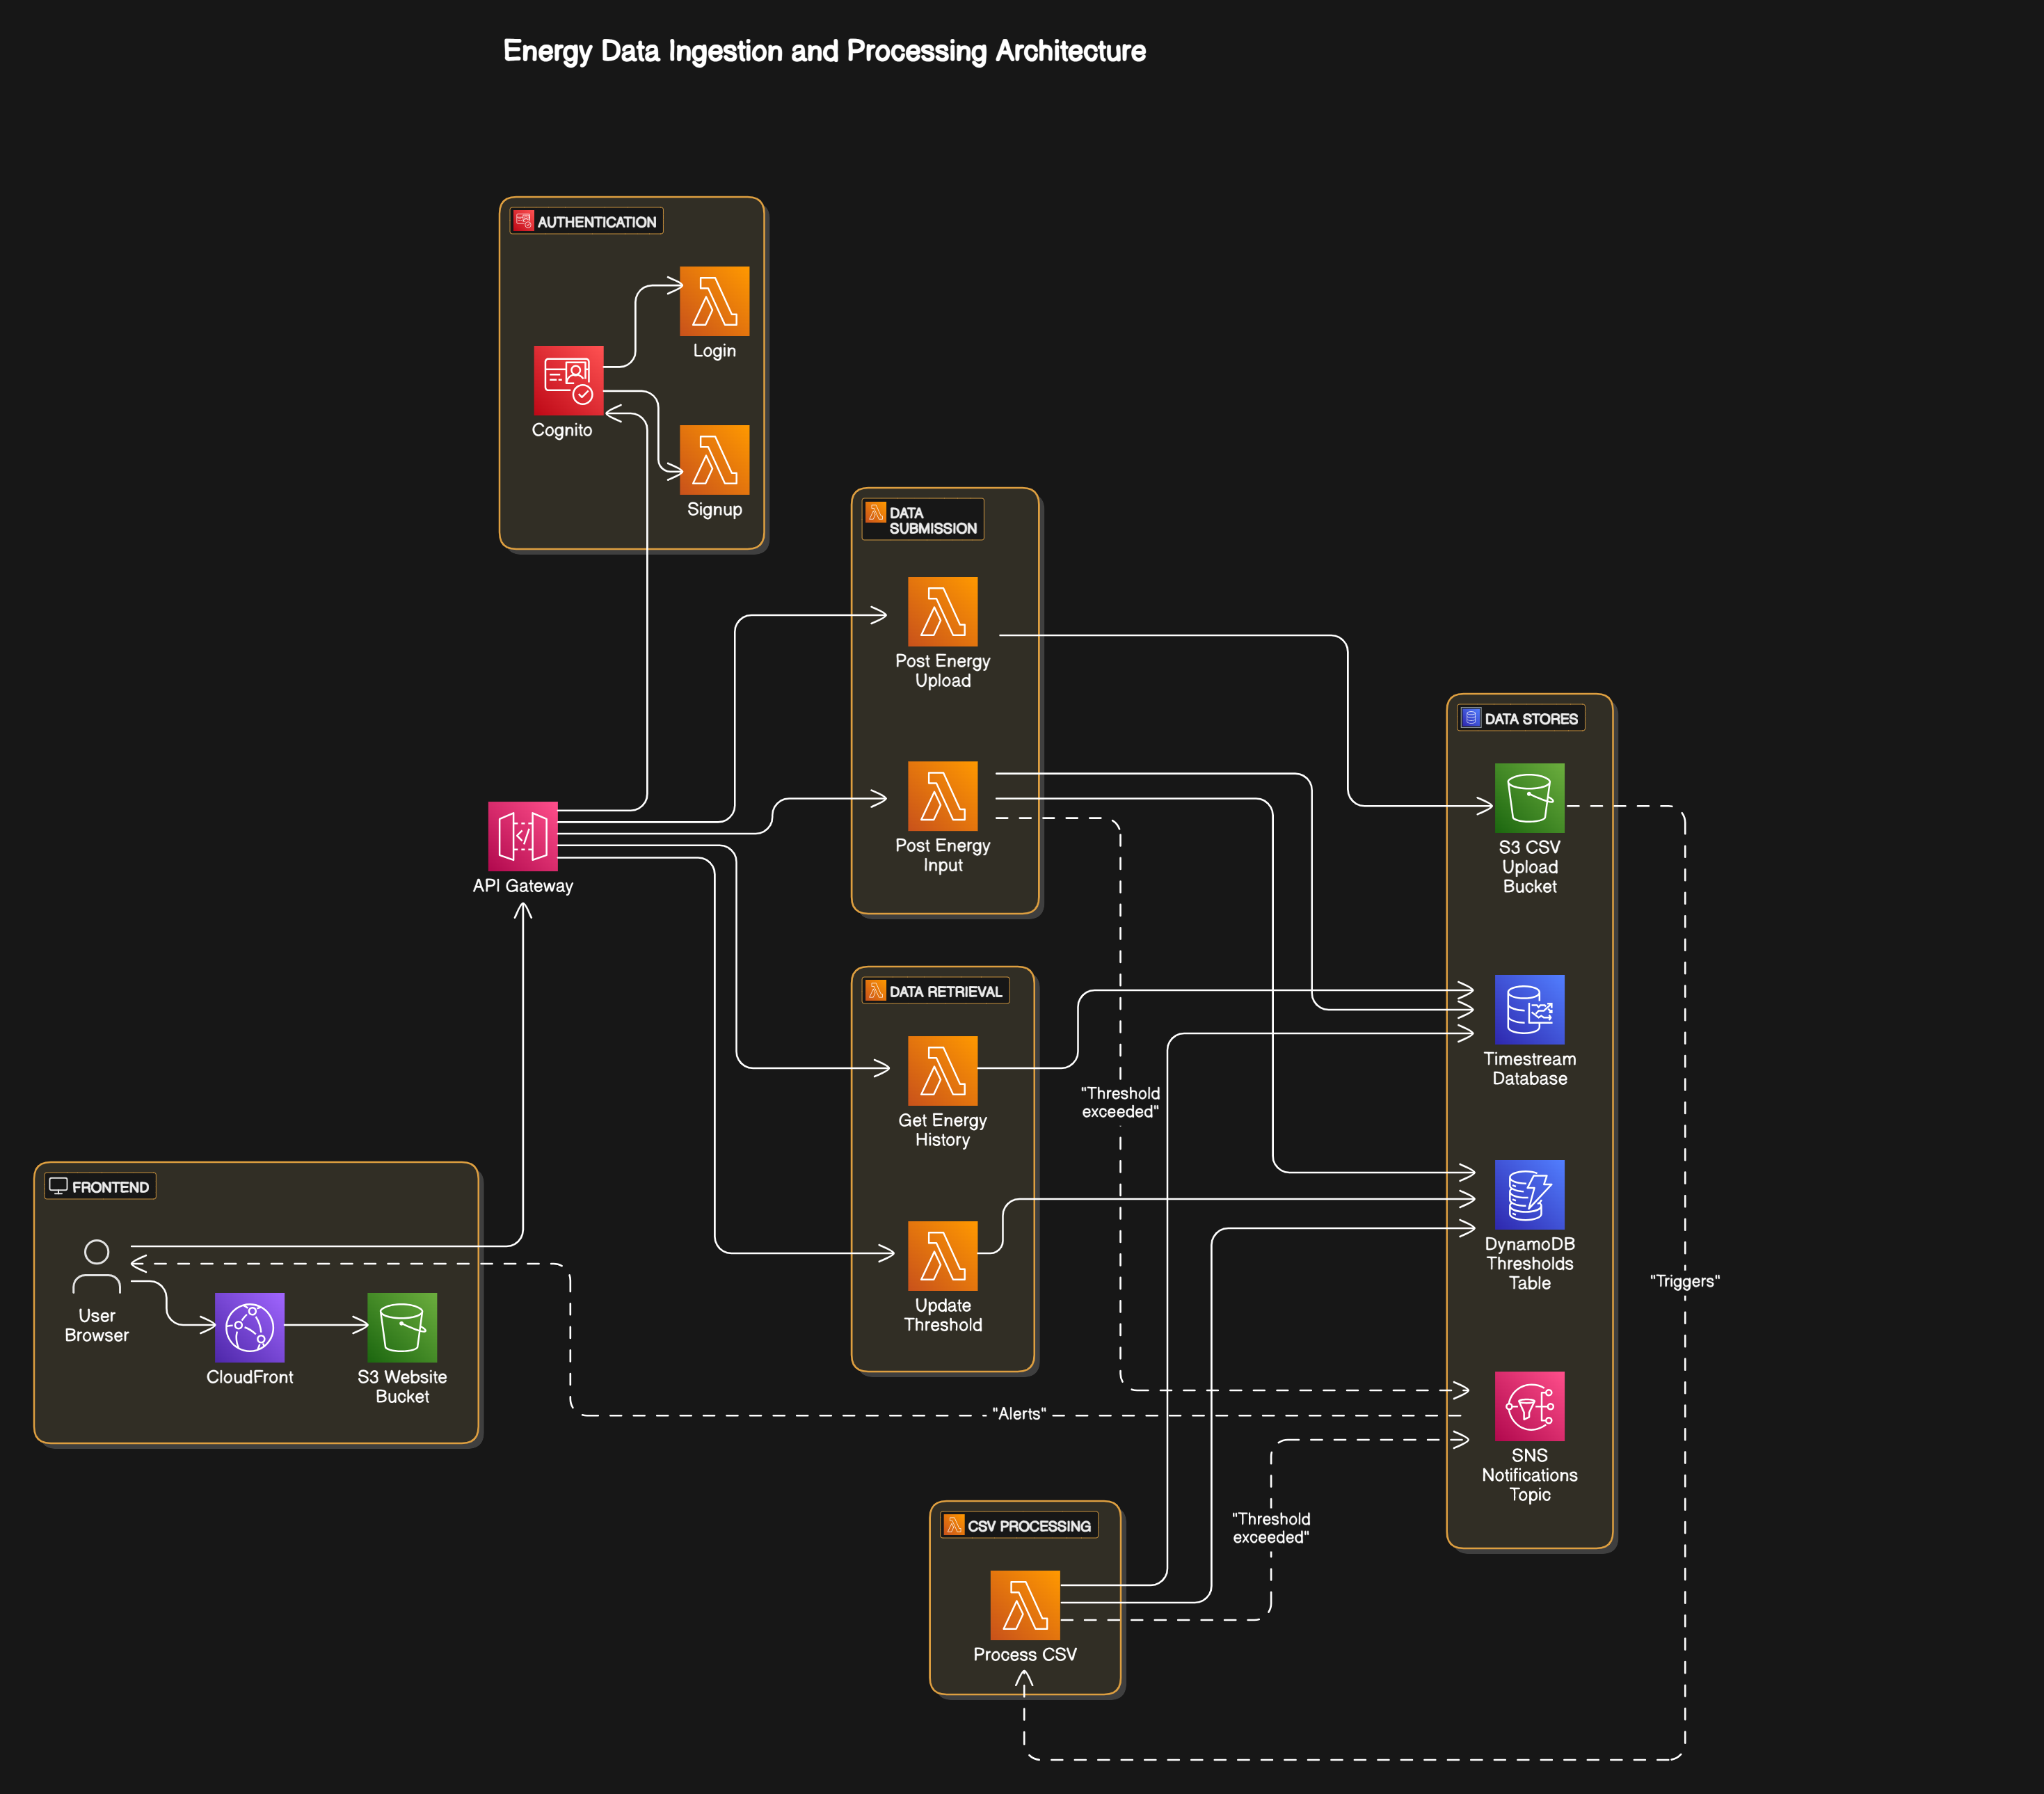 Energy Data Ingestion and Processing Architecture
AUTHENTICATION
Login
Cognito
Signup
DATA
SUBMISSION
Post Energy
Upload
Post Energy
Input
API Gateway
DATA STORES
S3 CSV
Upload
Bucket
Timestream
Database
DynamoDB
Thresholds
Table
SNS
Notifications
Topic
DATA RETRIEVAL
Get Energy
History
Update
Threshold
"Threshold
exceeded"
"Triggers"
FRONTEND
User
Browser
CloudFront
S3 Website
Bucket
"Alerts"
CSV PROCESSING
Process CSV
"Threshold
exceeded"